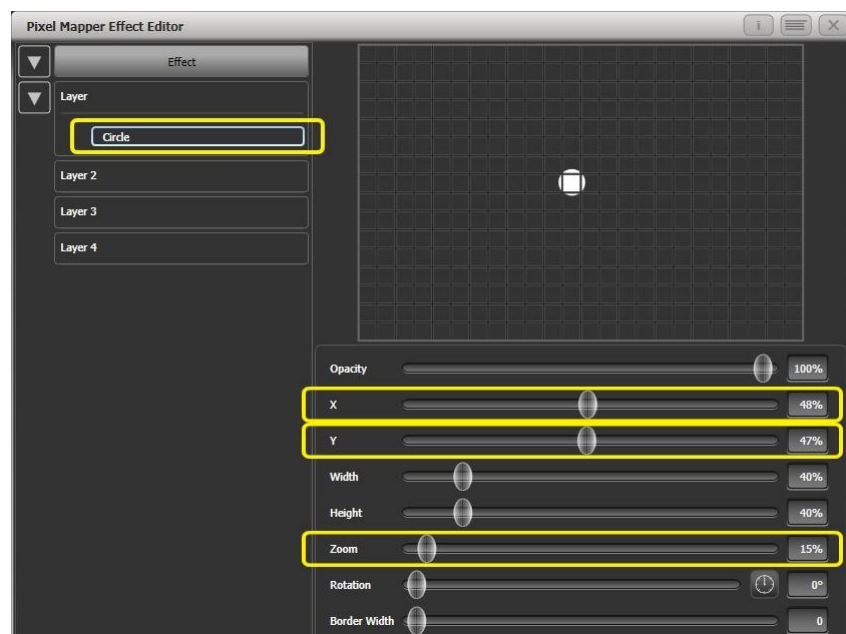 Pixel Mapper Effect Editor
i
Effect
Layer
Circle
Layer 2
Layer 3
Layer 4
Opacity 100%
X 48%
Y 47%
Width 40%
Height 40%
Zoom 15%
Rotation 0°
Border Width 0